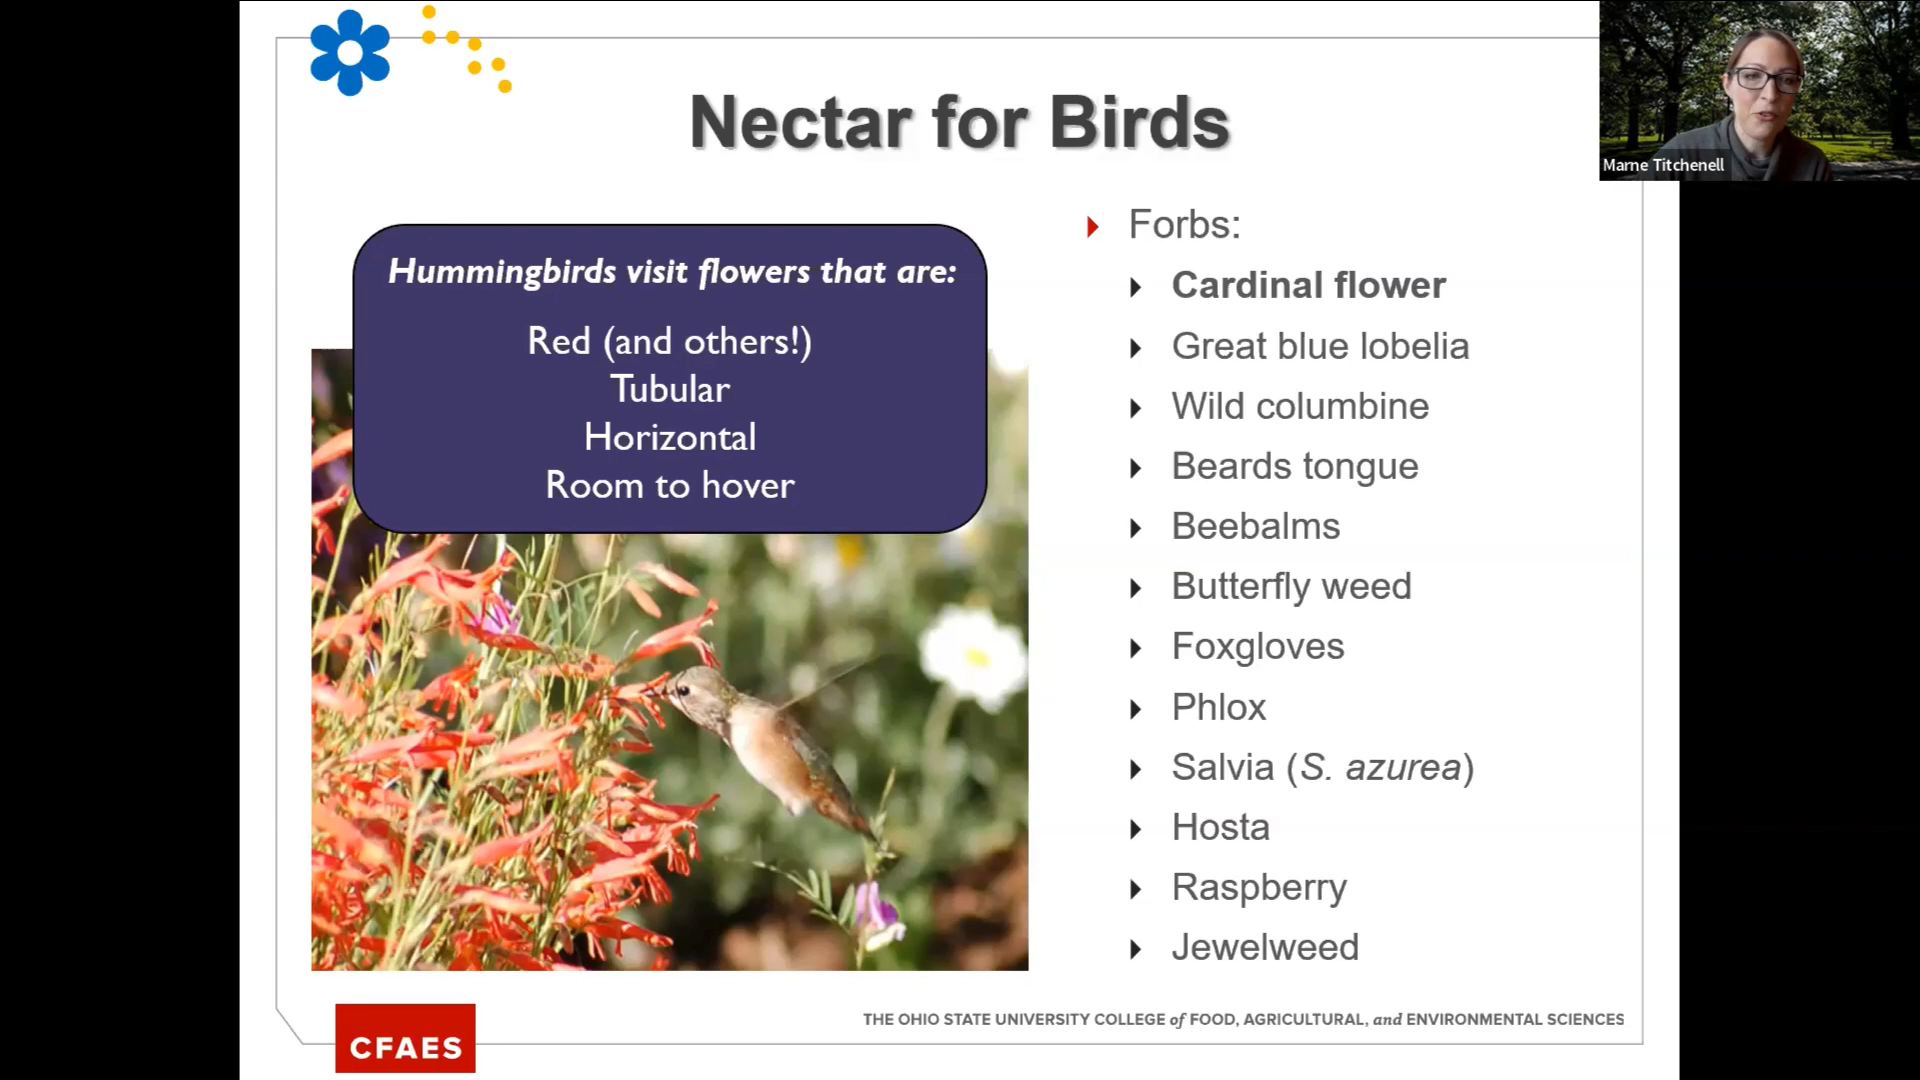 Nectar for Birds
Marne Titchenell
Hummingbirds visit flowers that are:
Red (and others!)
Tubular
Horizontal
Room to hover
Forbs:
Cardinal flower
Great blue lobelia
Wild columbine
Beards tongue
Beebalms
Butterfly weed
Foxgloves
Phlox
Salvia (S. azurea)
Hosta
Raspberry
Jewelweed
CFAES
THE OHIO STATE UNIVERSITY COLLEGE of FOOD, AGRICULTURAL, and ENVIRONMENTAL SCIENCES